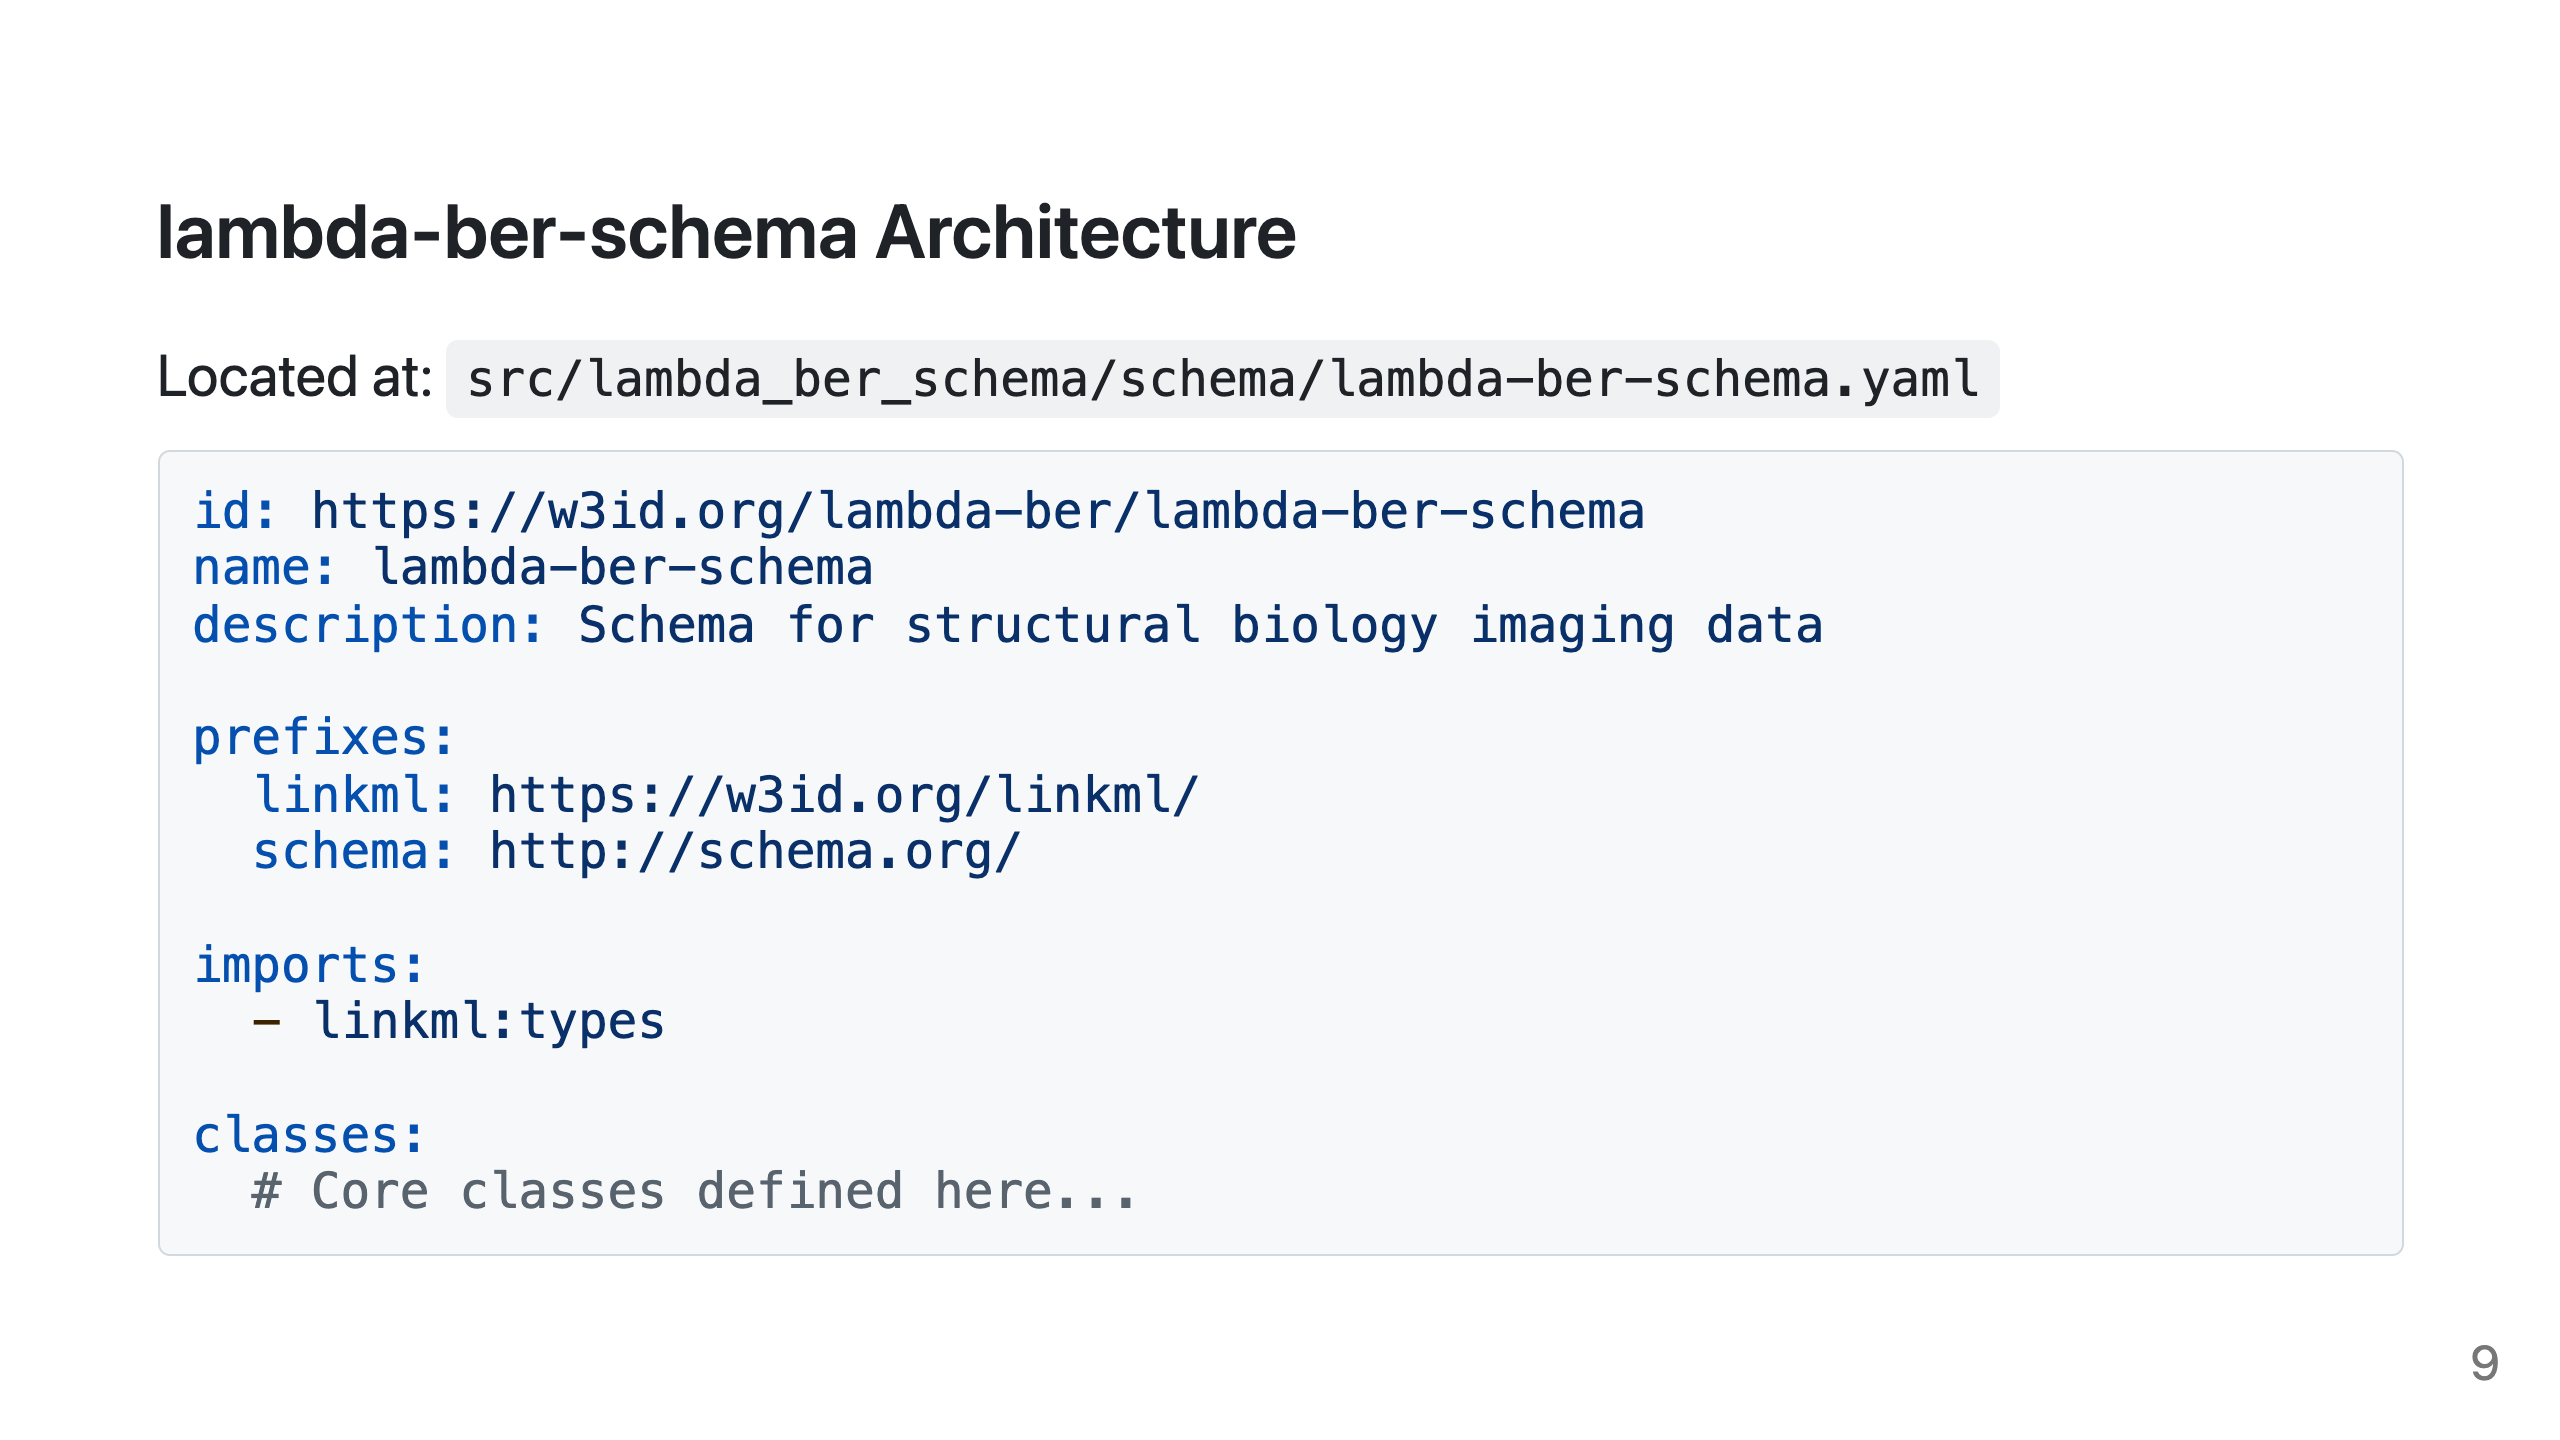 lambda-ber-schema Architecture
Located at: src/lambda_ber_schema/schema/lambda-ber-schema.yaml
id: https://w3id.org/lambda-ber/lambda-ber-schema
name: lambda-ber-schema
description: Schema for structural biology imaging data
prefixes:
  linkml: https://w3id.org/linkml/
  schema: http://schema.org/
imports:
  - linkml:types
classes:
  # Core classes defined here...
9